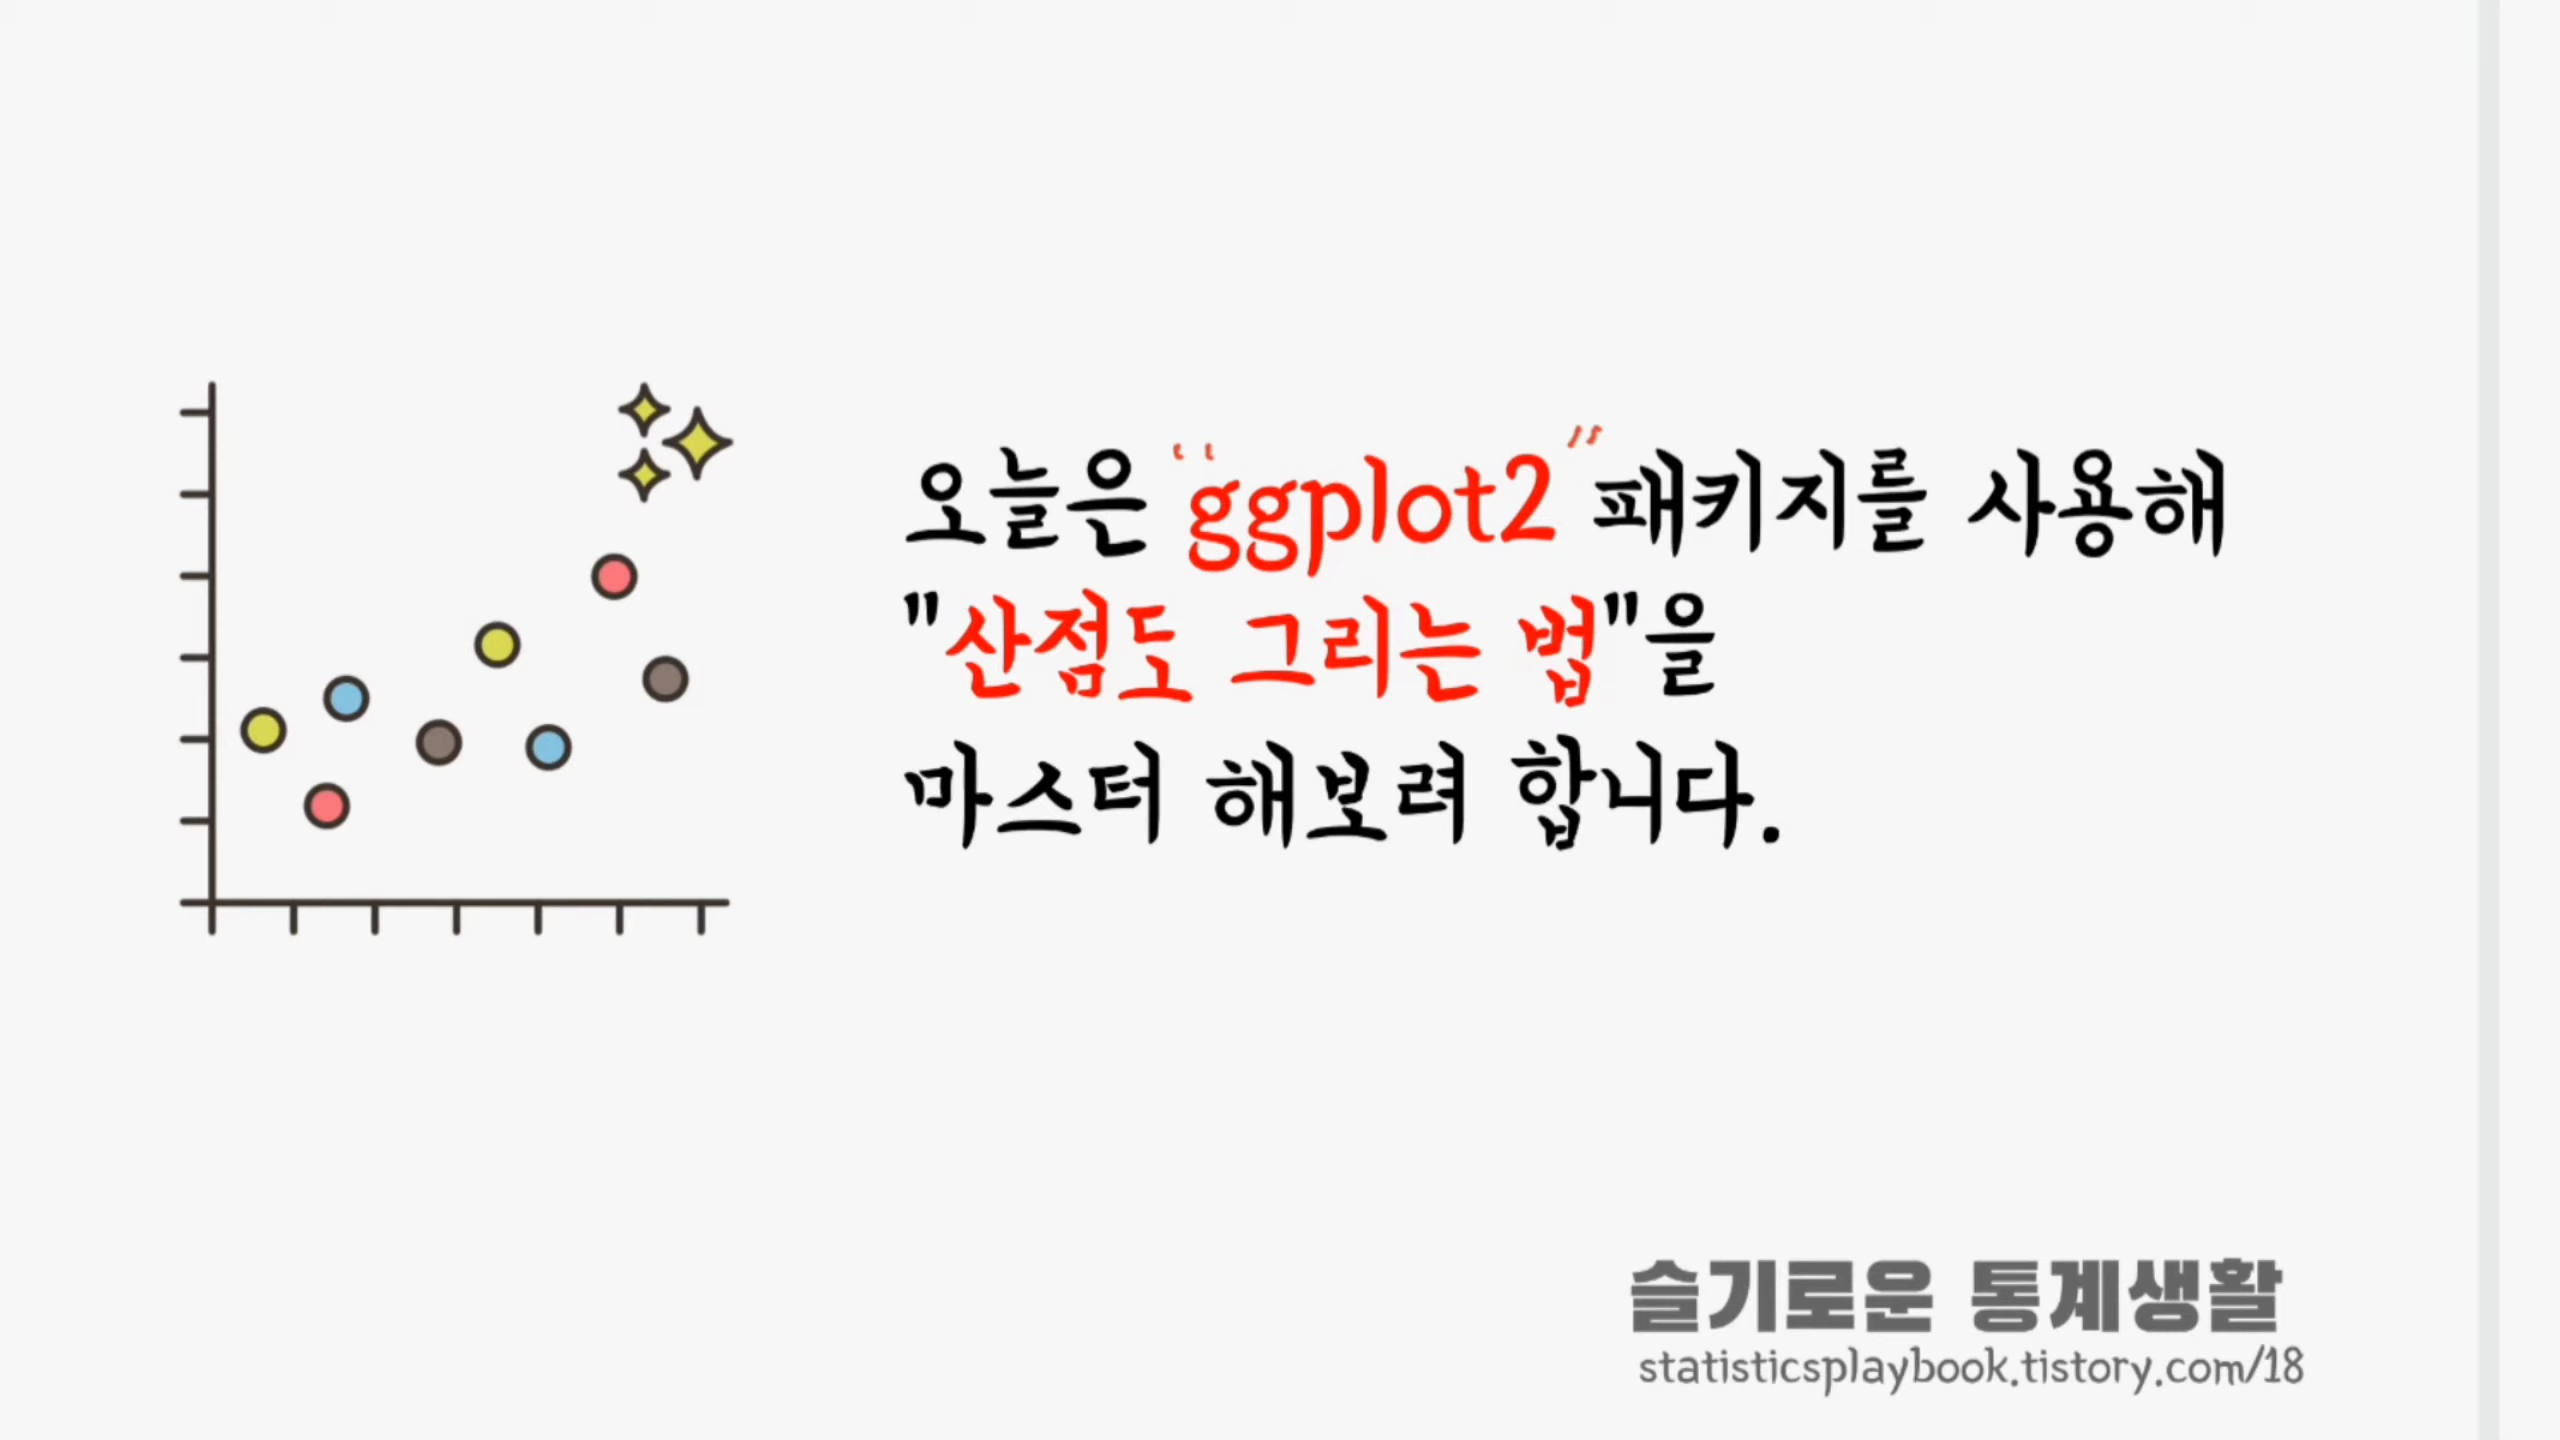 오늘은 "ggplot2" 패키지를 사용해
"산점도 그리는 법"을
마스터 해보려 합니다.
슬기로운 통계생활
statisticsplaybook.tistory.com/18